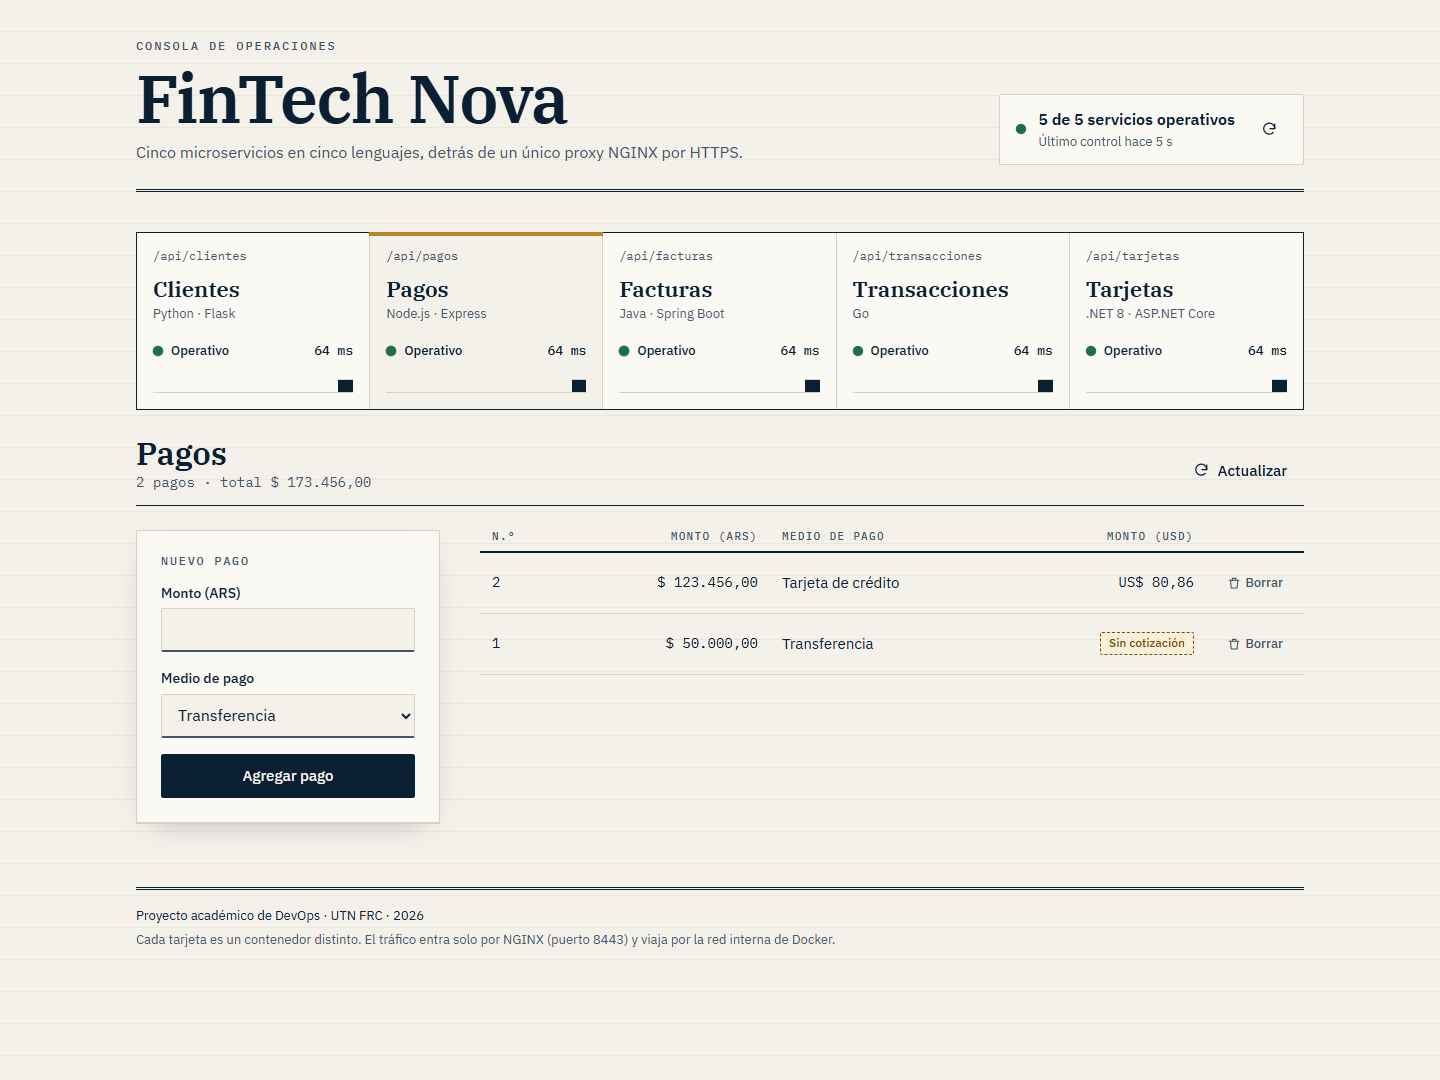 CONSOLA DE OPERACIONES
FinTech Nova
Cinco microservicios en cinco lenguajes, detrás de un único proxy NGINX por HTTPS.
5 de 5 servicios operativos
Último control hace 5 s
/api/clientes
Clientes
Python · Flask
Operativo 64 ms
/api/pagos
Pagos
Node.js · Express
Operativo 64 ms
/api/facturas
Facturas
Java · Spring Boot
Operativo 64 ms
/api/transacciones
Transacciones
Go
Operativo 64 ms
/api/tarjetas
Tarjetas
.NET 8 · ASP.NET Core
Operativo 64 ms
Pagos
2 pagos · total $ 173.456,00
Actualizar
NUEVO PAGO
Monto (ARS)
Medio de pago
Transferencia
Agregar pago
N.º MONTO (ARS) MEDIO DE PAGO MONTO (USD)
2 $ 123.456,00 Tarjeta de crédito US$ 80,86 Borrar
1 $ 50.000,00 Transferencia Sin cotización Borrar
Proyecto académico de DevOps · UTN FRC · 2026
Cada tarjeta es un contenedor distinto. El tráfico entra solo por NGINX (puerto 8443) y viaja por la red interna de Docker.